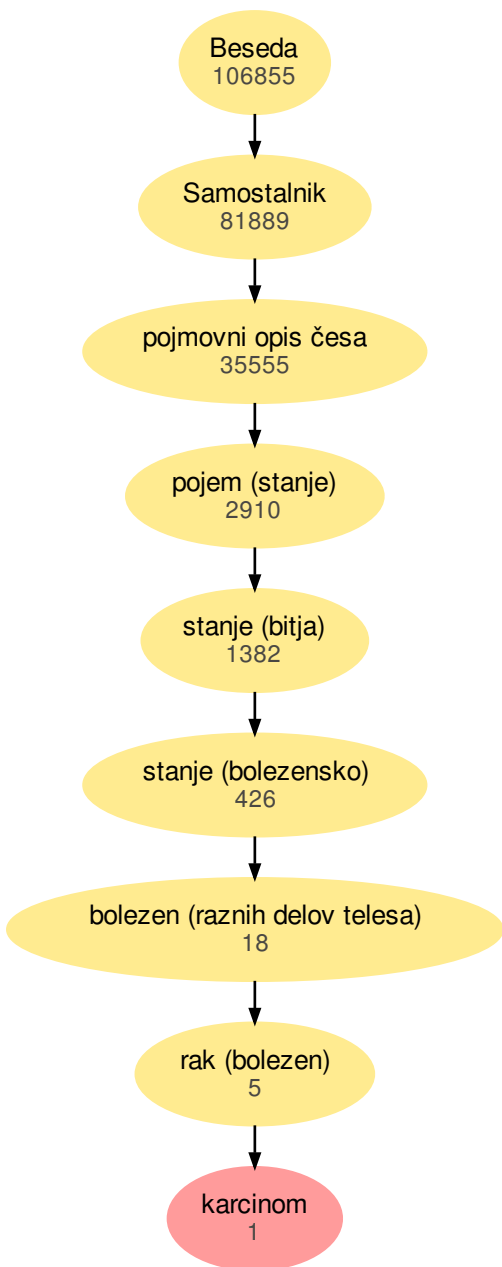 Beseda
106855
Samostalnik
81889
pojmovni opis česa
35555
pojem (stanje)
2910
stanje (bitja)
1382
stanje (bolezensko)
426
bolezen (raznih delov telesa)
18
rak (bolezen)
5
karcinom
1